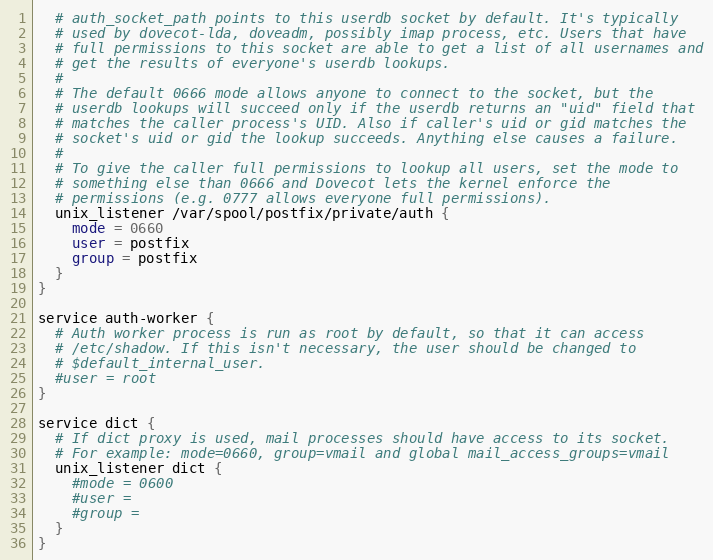 1   # auth_socket_path points to this userdb socket by default. It's typically
2   # used by dovecot-lda, doveadm, possibly imap process, etc. Users that have
3   # full permissions to this socket are able to get a list of all usernames and
4   # get the results of everyone's userdb lookups.
5   #
6   # The default 0666 mode allows anyone to connect to the socket, but the
7   # userdb lookups will succeed only if the userdb returns an "uid" field that
8   # matches the caller process's UID. Also if caller's uid or gid matches the
9   # socket's uid or gid the lookup succeeds. Anything else causes a failure.
10   #
11   # To give the caller full permissions to lookup all users, set the mode to
12   # something else than 0666 and Dovecot lets the kernel enforce the
13   # permissions (e.g. 0777 allows everyone full permissions).
14   unix_listener /var/spool/postfix/private/auth {
15     mode = 0660
16     user = postfix
17     group = postfix
18   }
19 }
20
21 service auth-worker {
22   # Auth worker process is run as root by default, so that it can access
23   # /etc/shadow. If this isn't necessary, the user should be changed to
24   # $default_internal_user.
25   #user = root
26 }
27
28 service dict {
29   # If dict proxy is used, mail processes should have access to its socket.
30   # For example: mode=0660, group=vmail and global mail_access_groups=vmail
31   unix_listener dict {
32     #mode = 0600
33     #user =
34     #group =
35   }
36 }